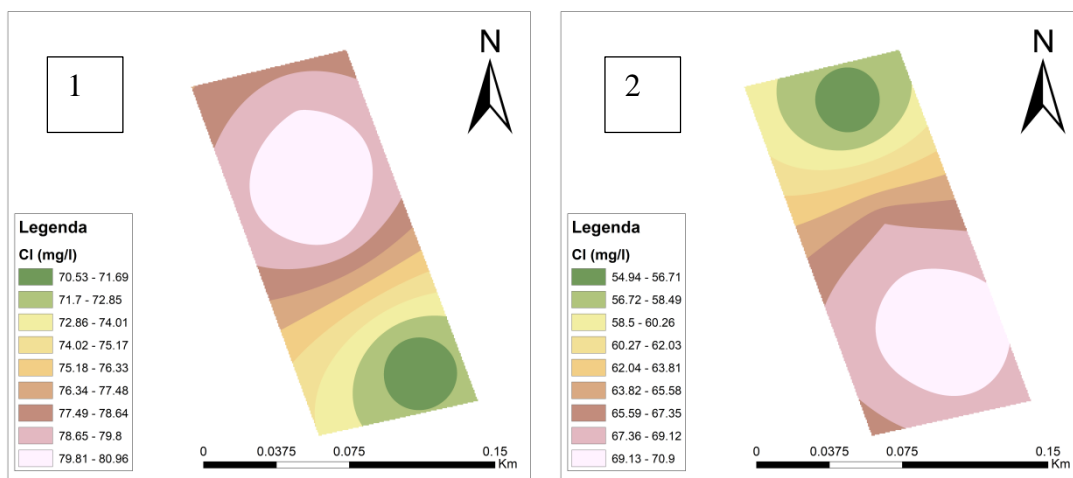 1
N
Legenda
Cl (mg/l)
70.53 - 71.69
71.7 - 72.85
72.86 - 74.01
74.02 - 75.17
75.18 - 76.33
76.34 - 77.48
77.49 - 78.64
78.65 - 79.8
79.81 - 80.96
0 0.0375 0.075 0.15
Km
2
N
Legenda
Cl (mg/l)
54.94 - 56.71
56.72 - 58.49
58.5 - 60.26
60.27 - 62.03
62.04 - 63.81
63.82 - 65.58
65.59 - 67.35
67.36 - 69.12
69.13 - 70.9
0 0.0375 0.075 0.15
Km